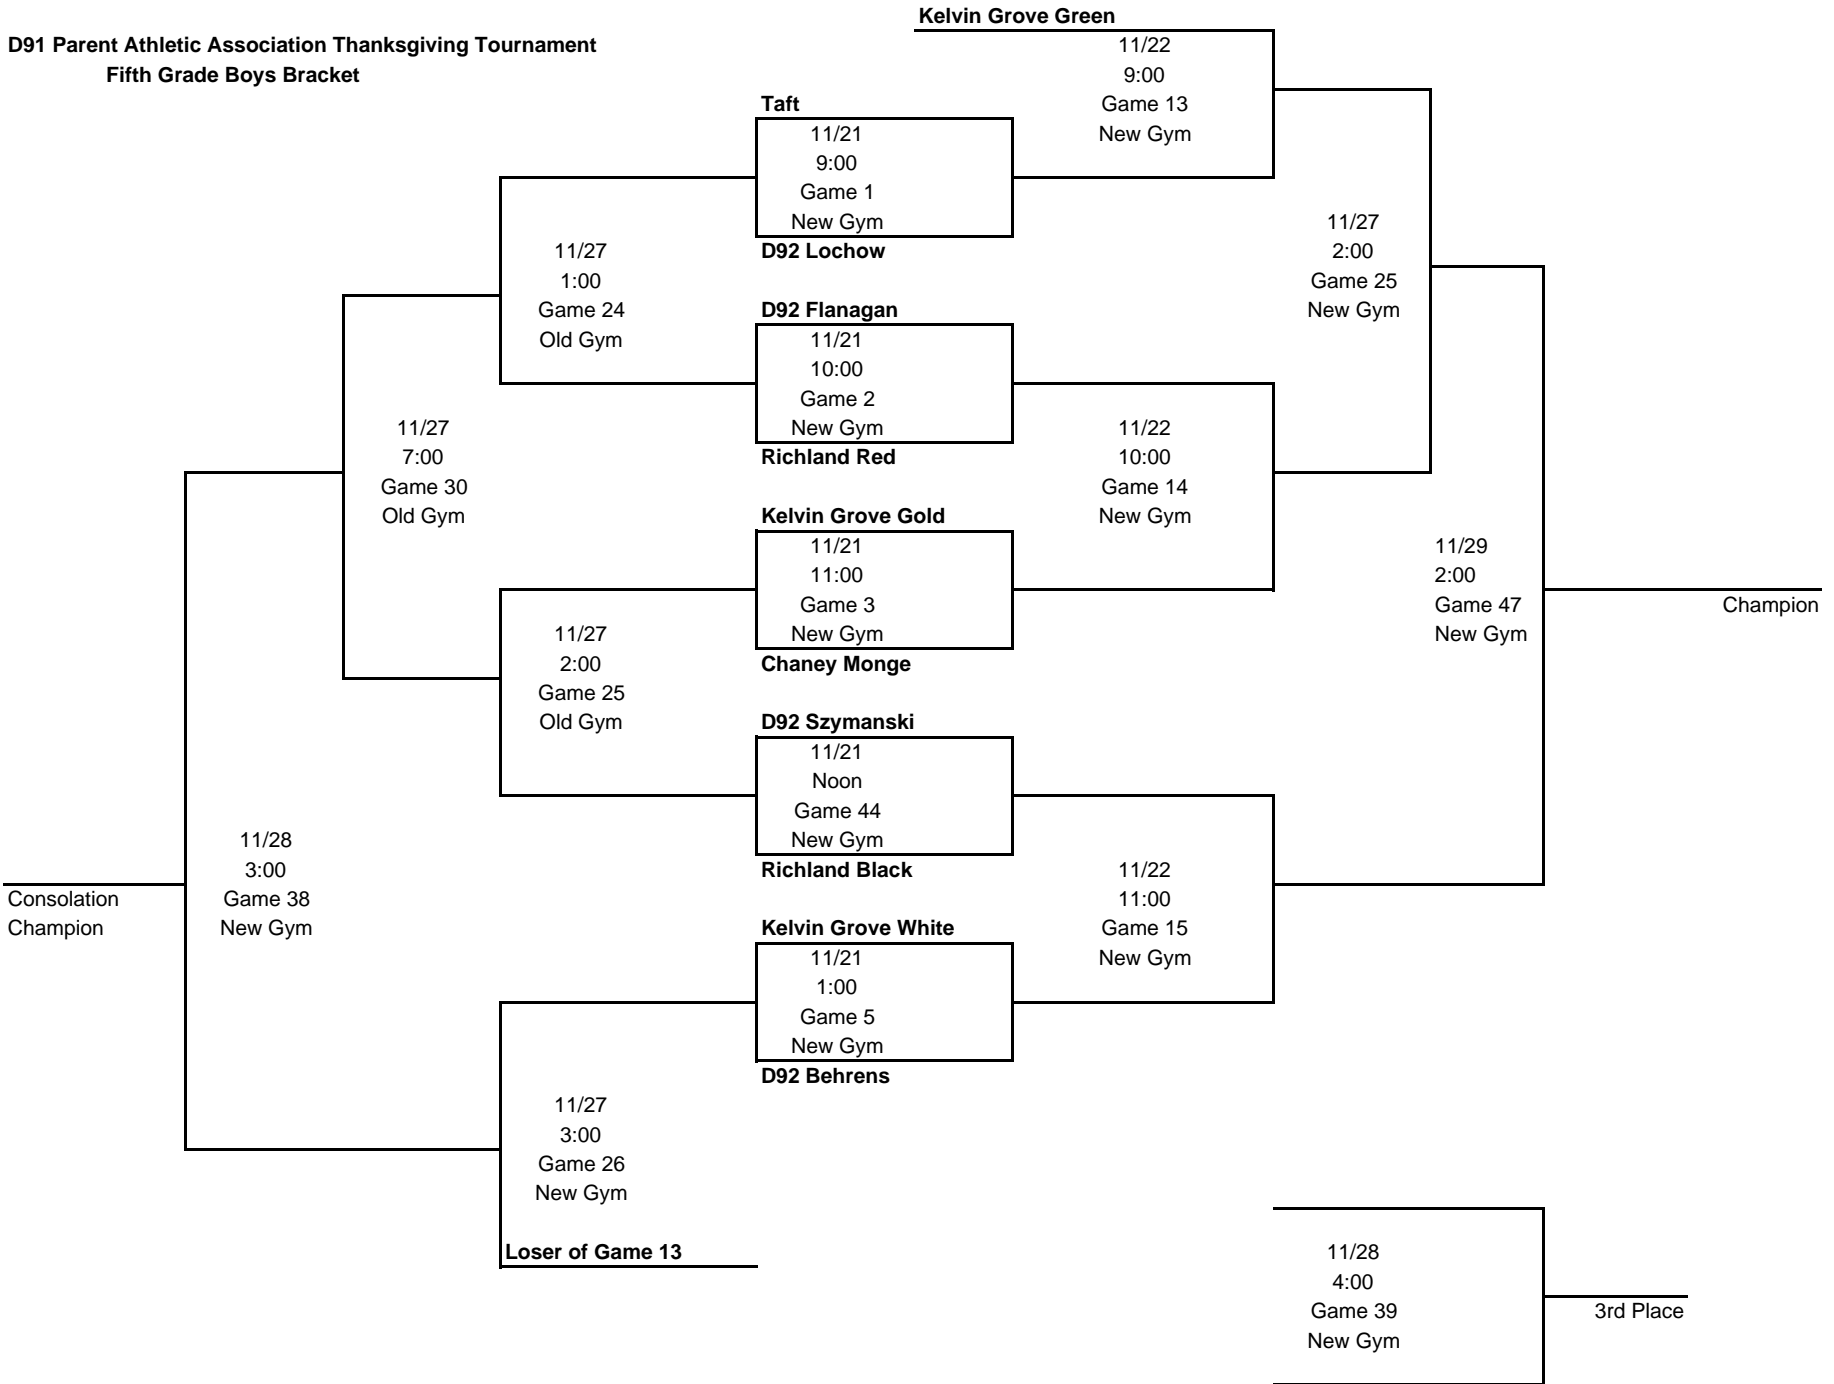 Kelvin Grove Green
D91 Parent Athletic Association Thanksgiving Tournament
Fifth Grade Boys Bracket
11/22
9:00
Game 13
New Gym
Taft
11/21
9:00
Game 1
New Gym
D92 Lochow
11/27
1:00
Game 24
Old Gym
11/27
2:00
Game 25
New Gym
D92 Flanagan
11/21
10:00
Game 2
New Gym
Richland Red
11/27
7:00
Game 30
Old Gym
11/22
10:00
Game 14
New Gym
Kelvin Grove Gold
11/21
11:00
Game 3
New Gym
Chaney Monge
11/29
2:00
Game 47
New Gym
Champion
11/27
2:00
Game 25
Old Gym
D92 Szymanski
11/21
Noon
Game 44
New Gym
Richland Black
11/28
3:00
Game 38
New Gym
Consolation
Champion
11/22
11:00
Game 15
New Gym
Kelvin Grove White
11/21
1:00
Game 5
New Gym
D92 Behrens
11/27
3:00
Game 26
New Gym
Loser of Game 13
11/28
4:00
Game 39
New Gym
3rd Place